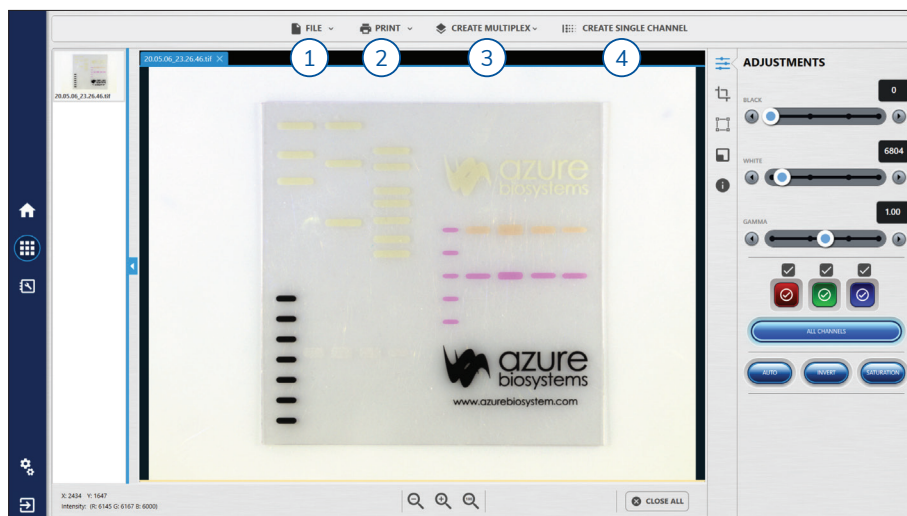 FILE PRINT CREATE MULTIPLEX CREATE SINGLE CHANNEL
1 2 3 4
20.05.06_23.26.46.tif
20.05.06_23.26.46.tif
azure
biosystems
azure
biosystems
www.azurebiosystem.com
ADJUSTMENTS
BLACK
0
WHITE
6804
GAMMA
1.00
ALL CHANNELS
AUTO INVERT SATURATION
X: 2434 Y: 1647
Intensity: (R: 6145 G: 6167 B: 6000)
CLOSE ALL